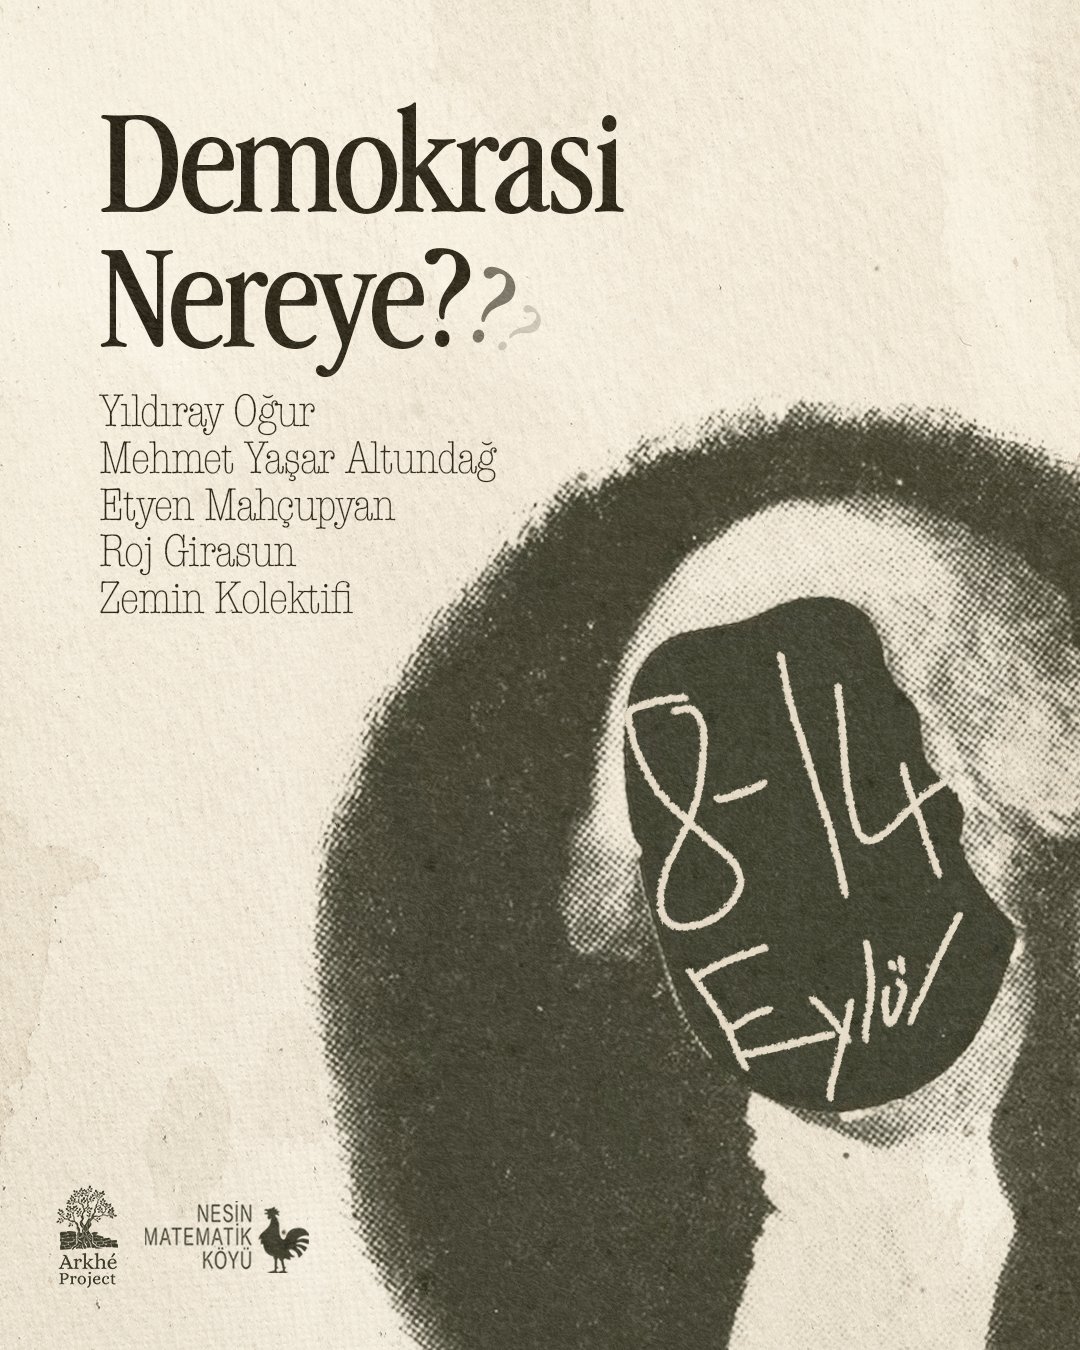 Demokrasi
Nereye???
Yıldıray Oğur
Mehmet Yaşar Altundağ
Etyen Mahçupyan
Roj Girasun
Zemin Kolektifi
8-14
Eylül
Arkhé
Project
NESİN
MATEMATİK
KÖYÜ